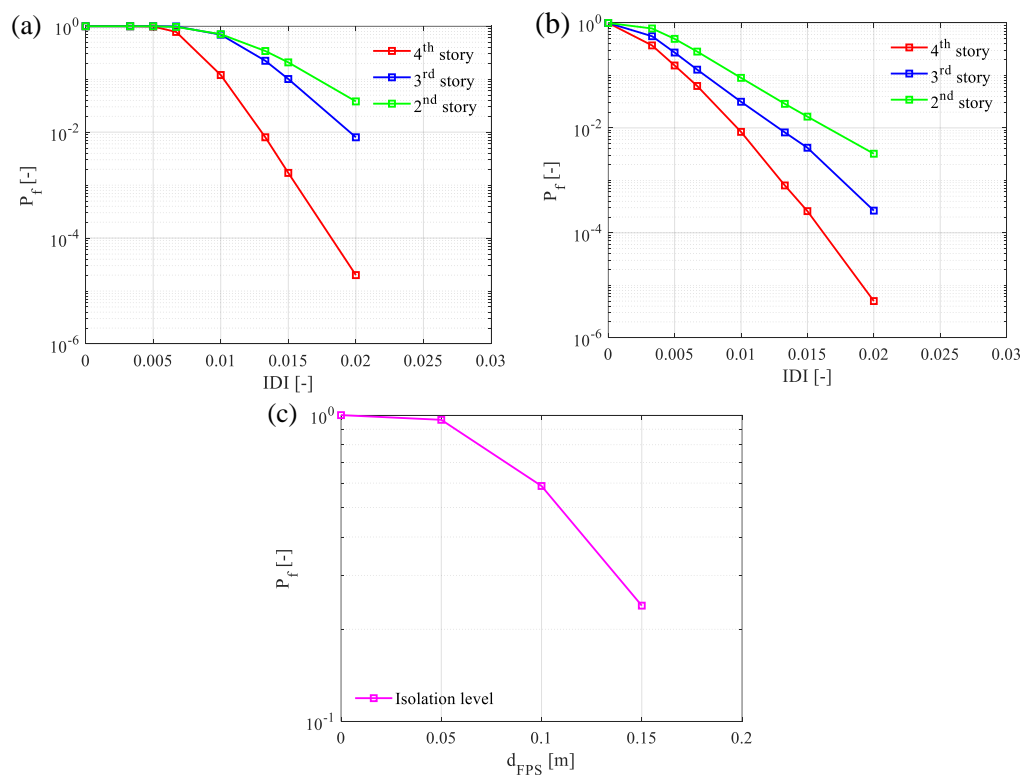 (a)
10^0
10^-2
10^-4
10^-6
P_f [-]
4^th story
3^rd story
2^nd story
0 0.005 0.01 0.015 0.02 0.025 0.03
IDI [-]
(b)
10^0
10^-2
10^-4
10^-6
P_f [-]
4^th story
3^rd story
2^nd story
0 0.005 0.01 0.015 0.02 0.025 0.03
IDI [-]
(c)
10^0
10^-1
P_f [-]
Isolation level
0 0.05 0.1 0.15 0.2
d_FPS [m]